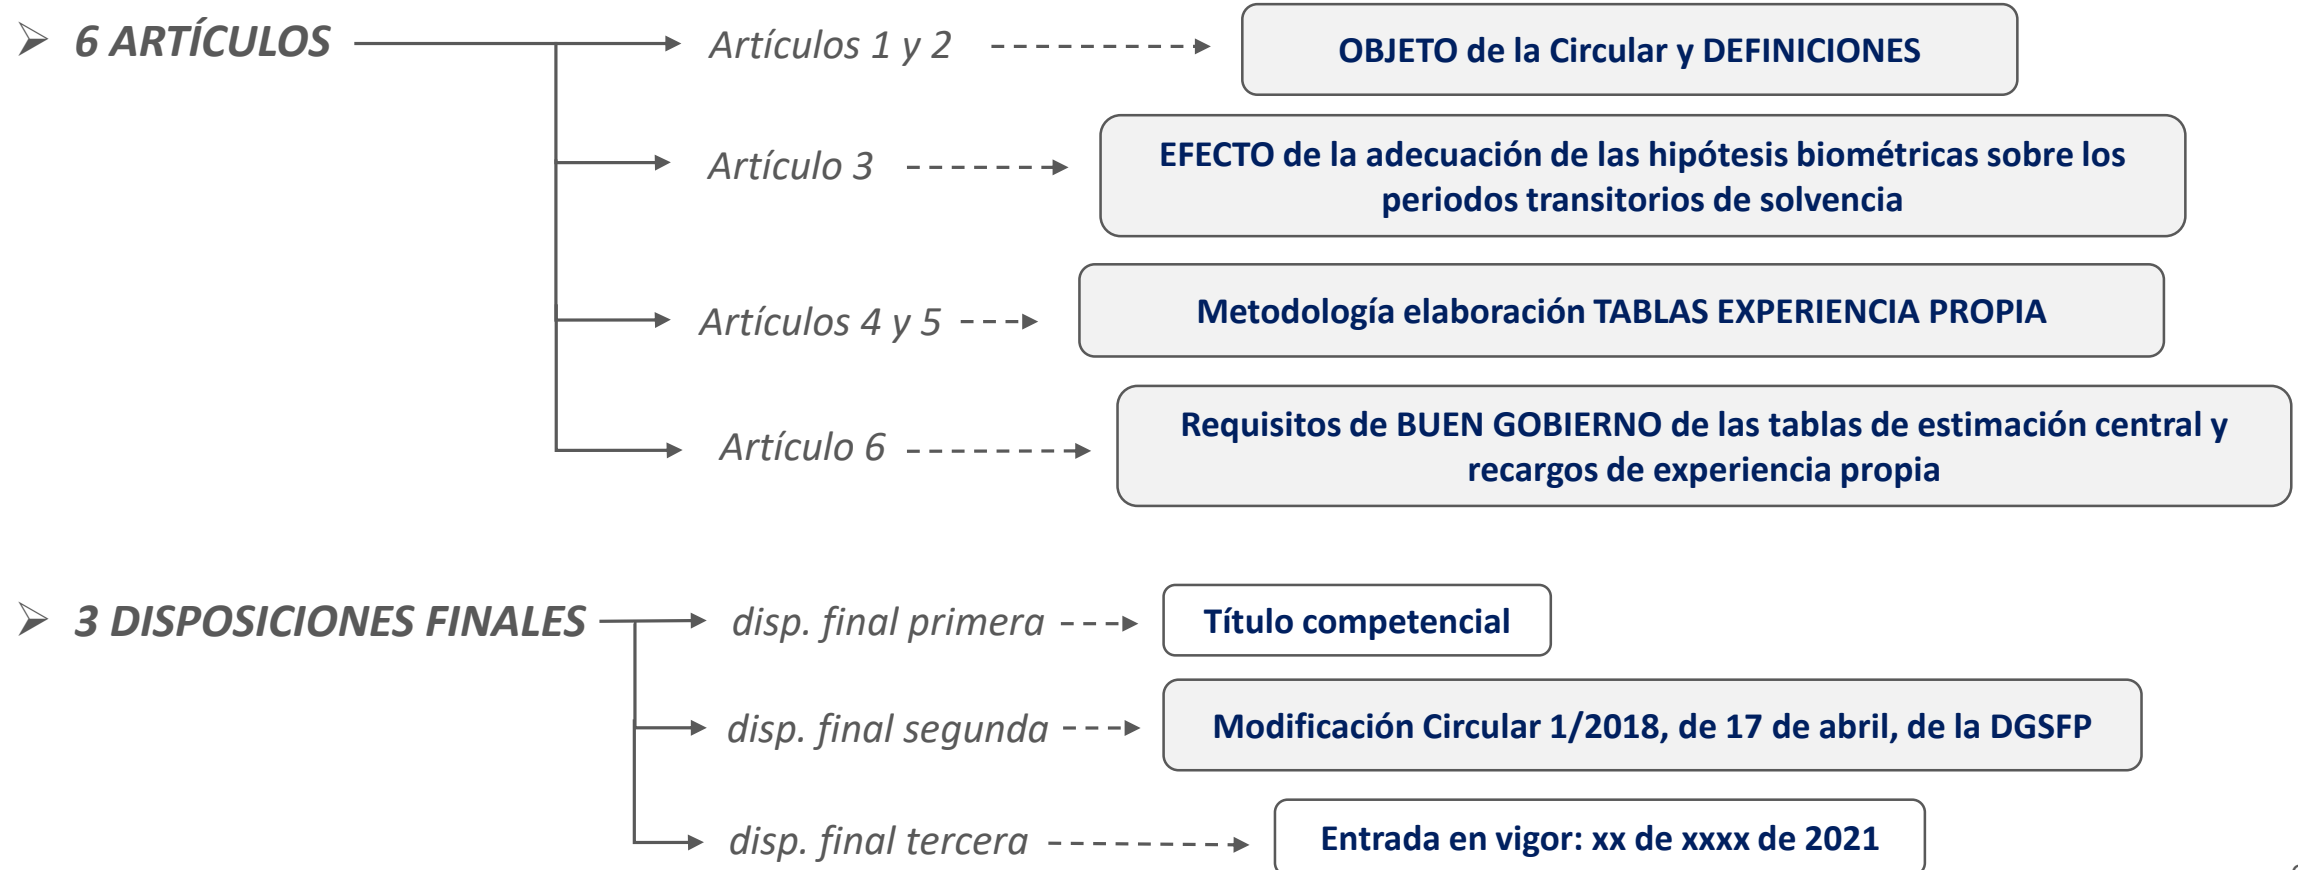 6 ARTÍCULOS
Artículos 1 y 2
OBJETO de la Circular y DEFINICIONES
Artículo 3
EFECTO de la adecuación de las hipótesis biométricas sobre los
periodos transitorios de solvencia
Artículos 4 y 5
Metodología elaboración TABLAS EXPERIENCIA PROPIA
Artículo 6
Requisitos de BUEN GOBIERNO de las tablas de estimación central y
recargos de experiencia propia
3 DISPOSICIONES FINALES
disp. final primera
Título competencial
disp. final segunda
Modificación Circular 1/2018, de 17 de abril, de la DGSFP
disp. final tercera
Entrada en vigor: xx de xxxx de 2021